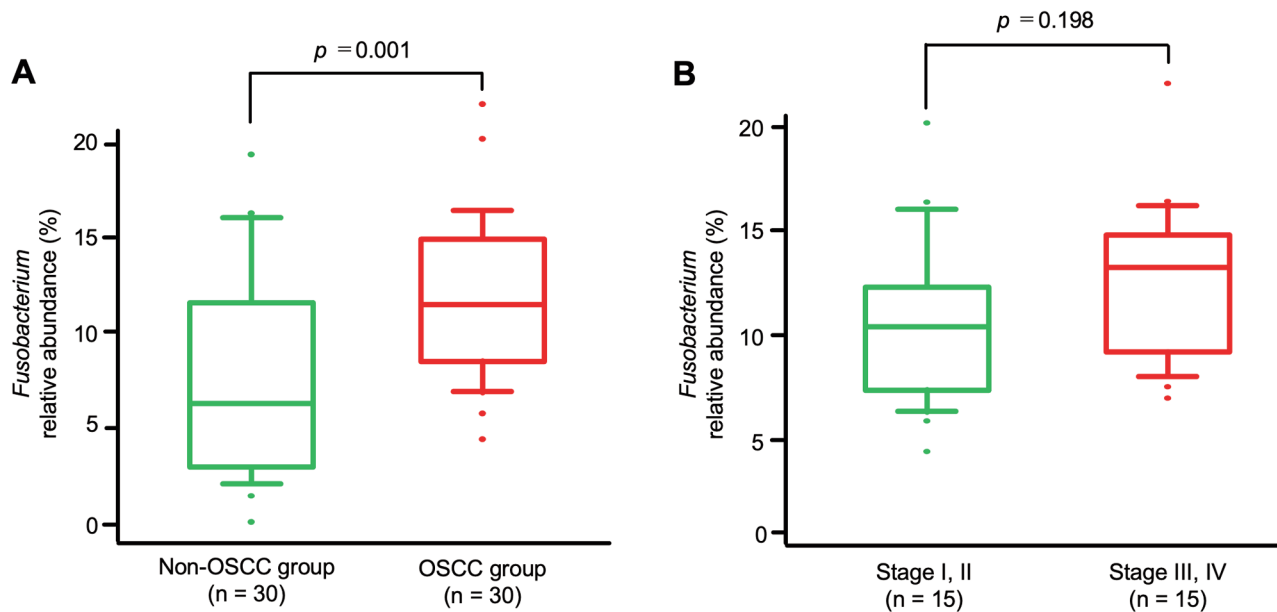 A
p = 0.001
20
15
10
5
0
Fusobacterium
relative abundance (%)
Non-OSCC group
(n = 30)
OSCC group
(n = 30)
B
p = 0.198
20
15
10
5
0
Fusobacterium
relative abundance (%)
Stage I, II
(n = 15)
Stage III, IV
(n = 15)